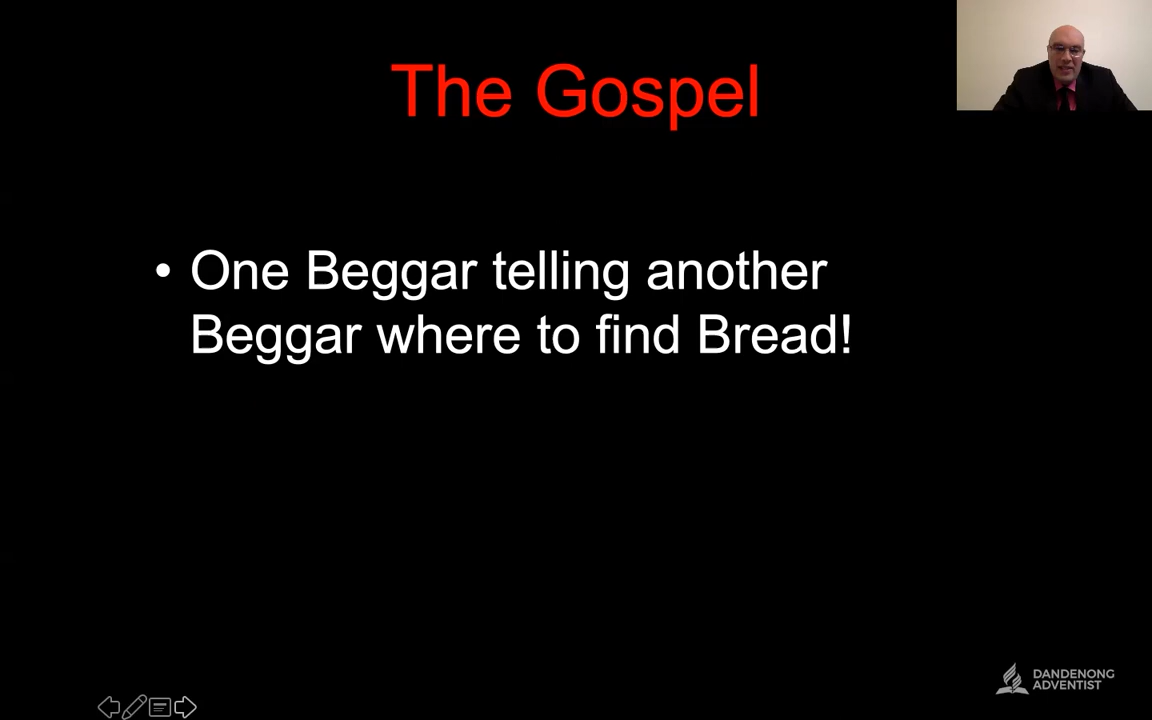 The Gospel
• One Beggar telling another
Beggar where to find Bread!
DANDENONG
ADVENTIST